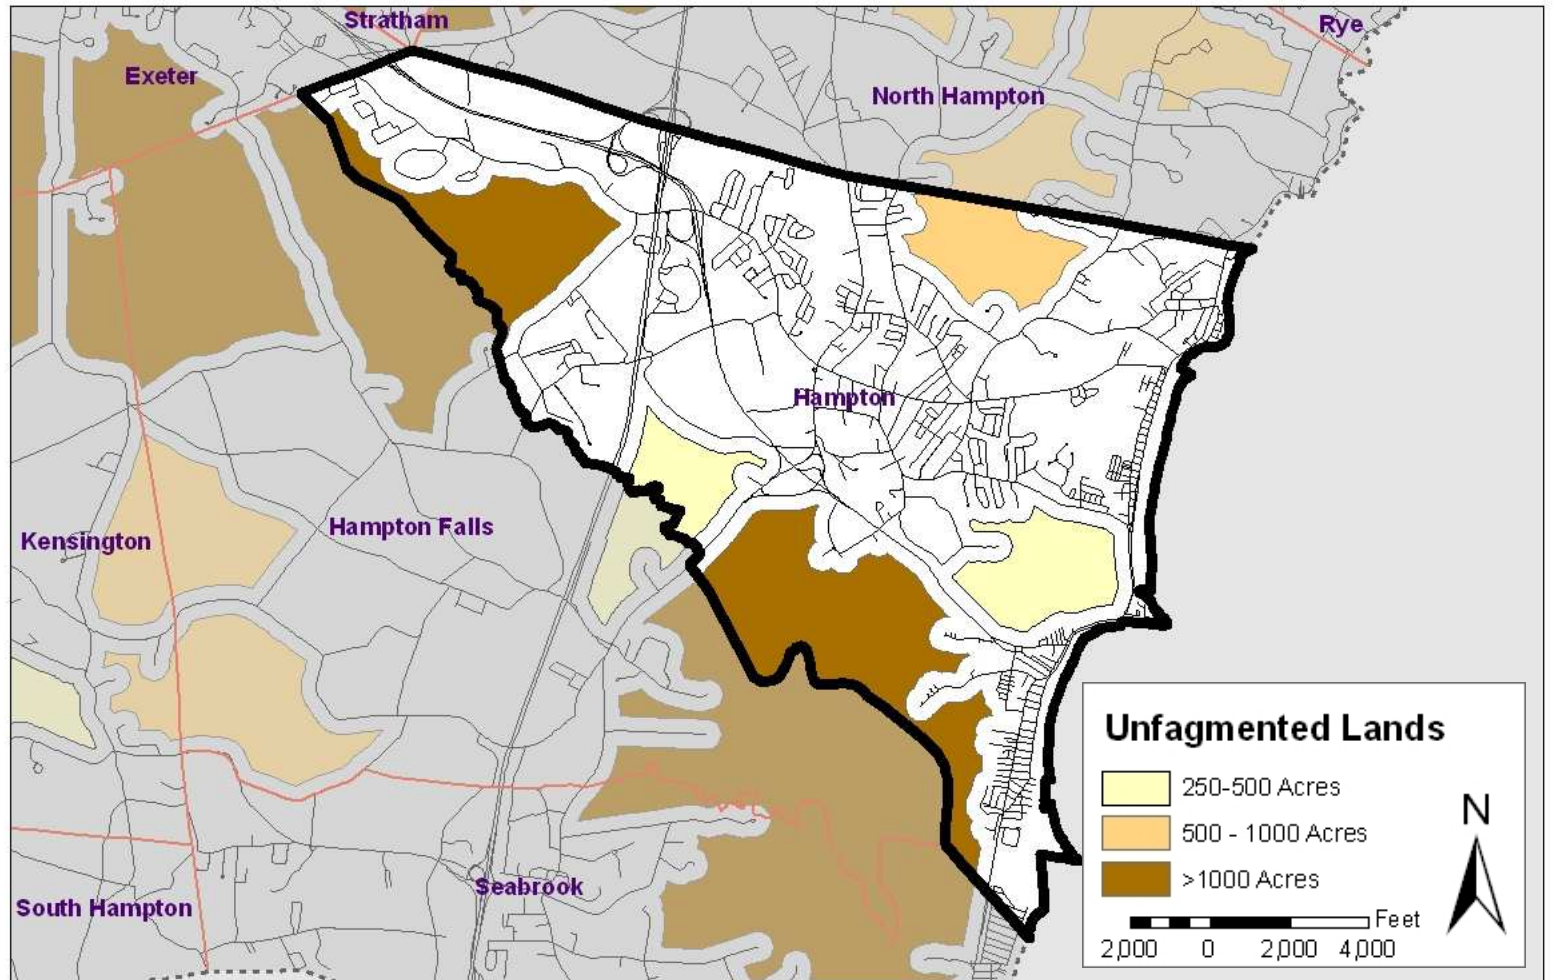 Stratham
Rye
Exeter
North Hampton
Hampton
Hampton Falls
Kensington
Seabrook
South Hampton
Unfagmented Lands
250-500 Acres
500 - 1000 Acres
>1000 Acres
N
Feet
2,000 0 2,000 4,000